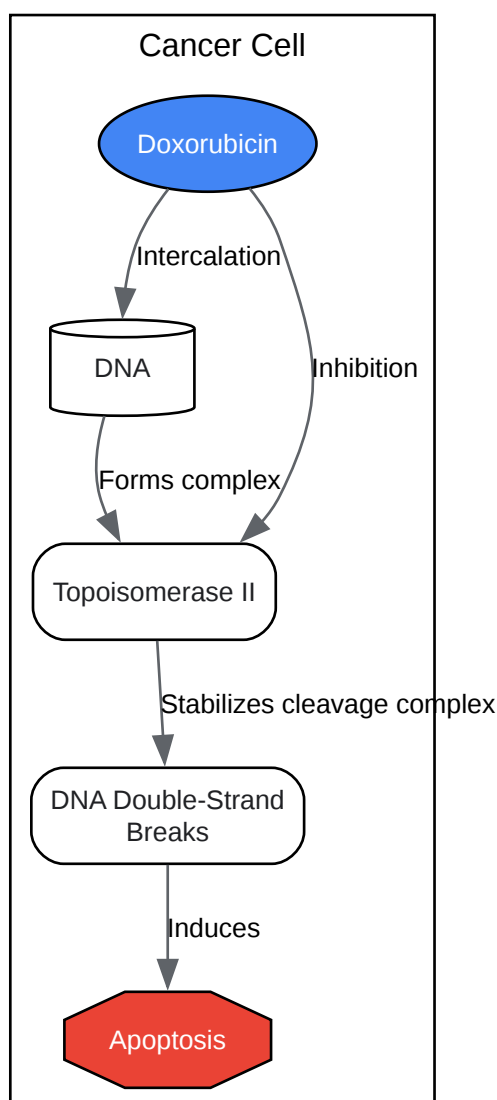 Cancer Cell
Doxorubicin
Intercalation
DNA
Inhibition
Forms complex
Topoisomerase II
Stabilizes cleavage complex
DNA Double-Strand
Breaks
Induces
Apoptosis